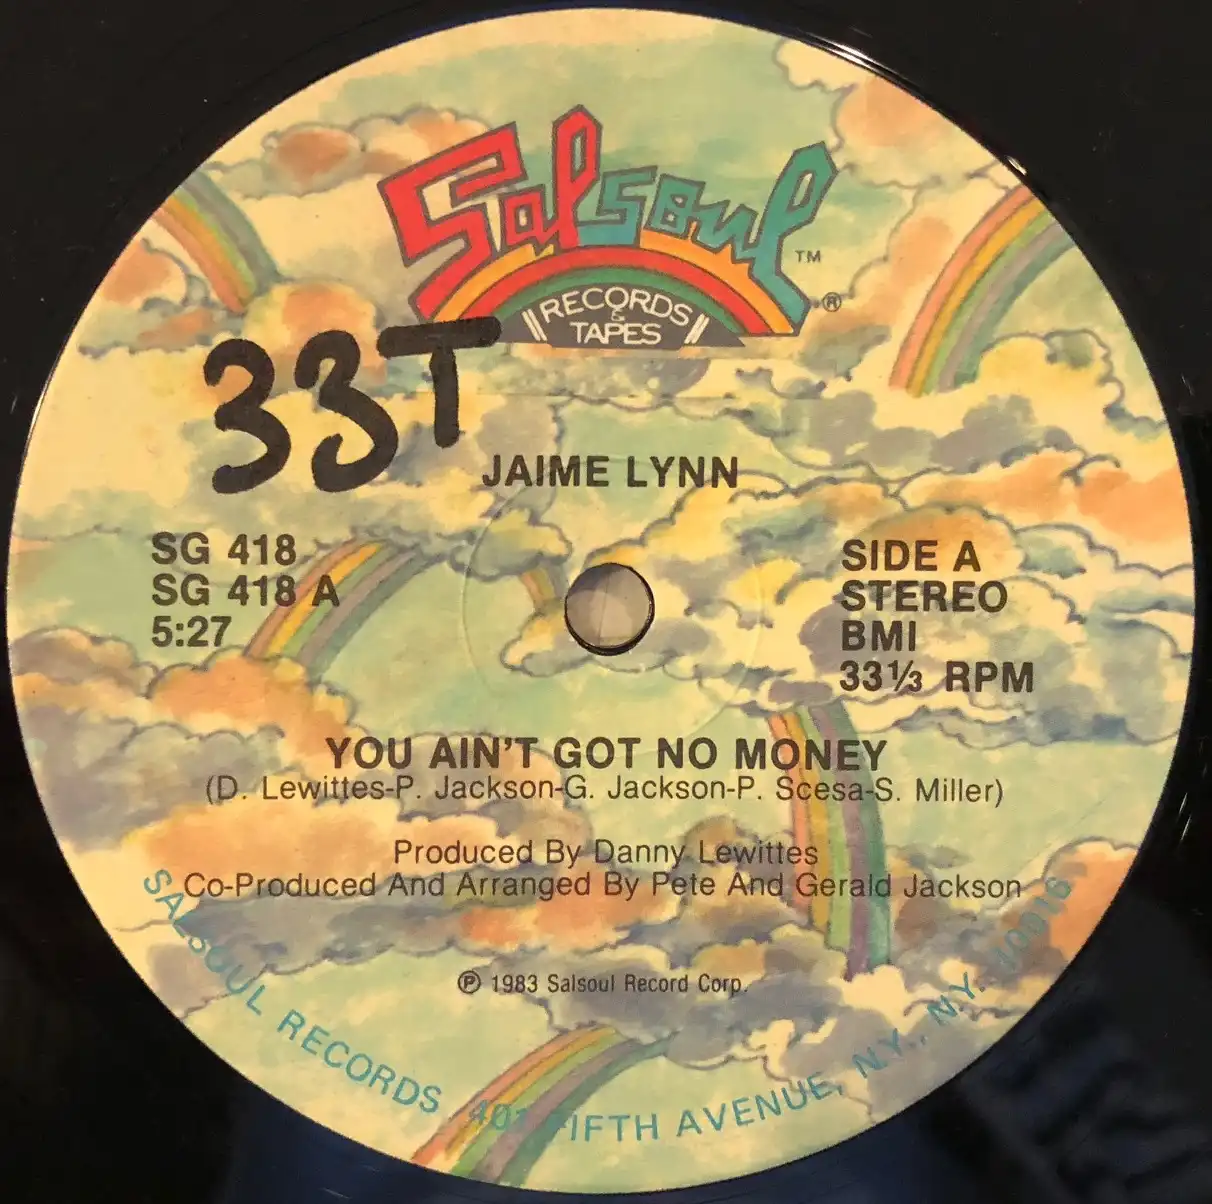 Salsoul
TM
®
RECORDS
&
TAPES
33T
JAIME LYNN
SG 418
SG 418 A
5:27
SIDE A
STEREO
BMI
33⅓ RPM
YOU AIN'T GOT NO MONEY
(D. Lewittes-P. Jackson-G. Jackson-P. Scesa-S. Miller)
Produced By Danny Lewittes
Co-Produced And Arranged By Pete And Gerald Jackson
℗ 1983 Salsoul Record Corp.
SALSOUL RECORDS 401 FIFTH AVENUE, N.Y., N.Y. 10016